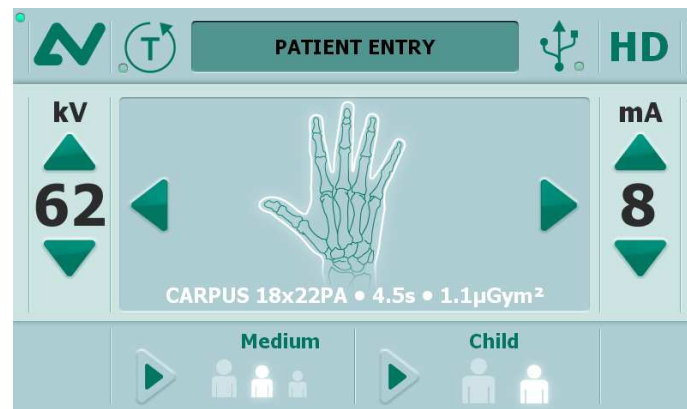 T
PATIENT ENTRY
HD
kV
62
mA
8
CARPUS 18x22PA • 4.5s • 1.1µGym²
Medium
Child